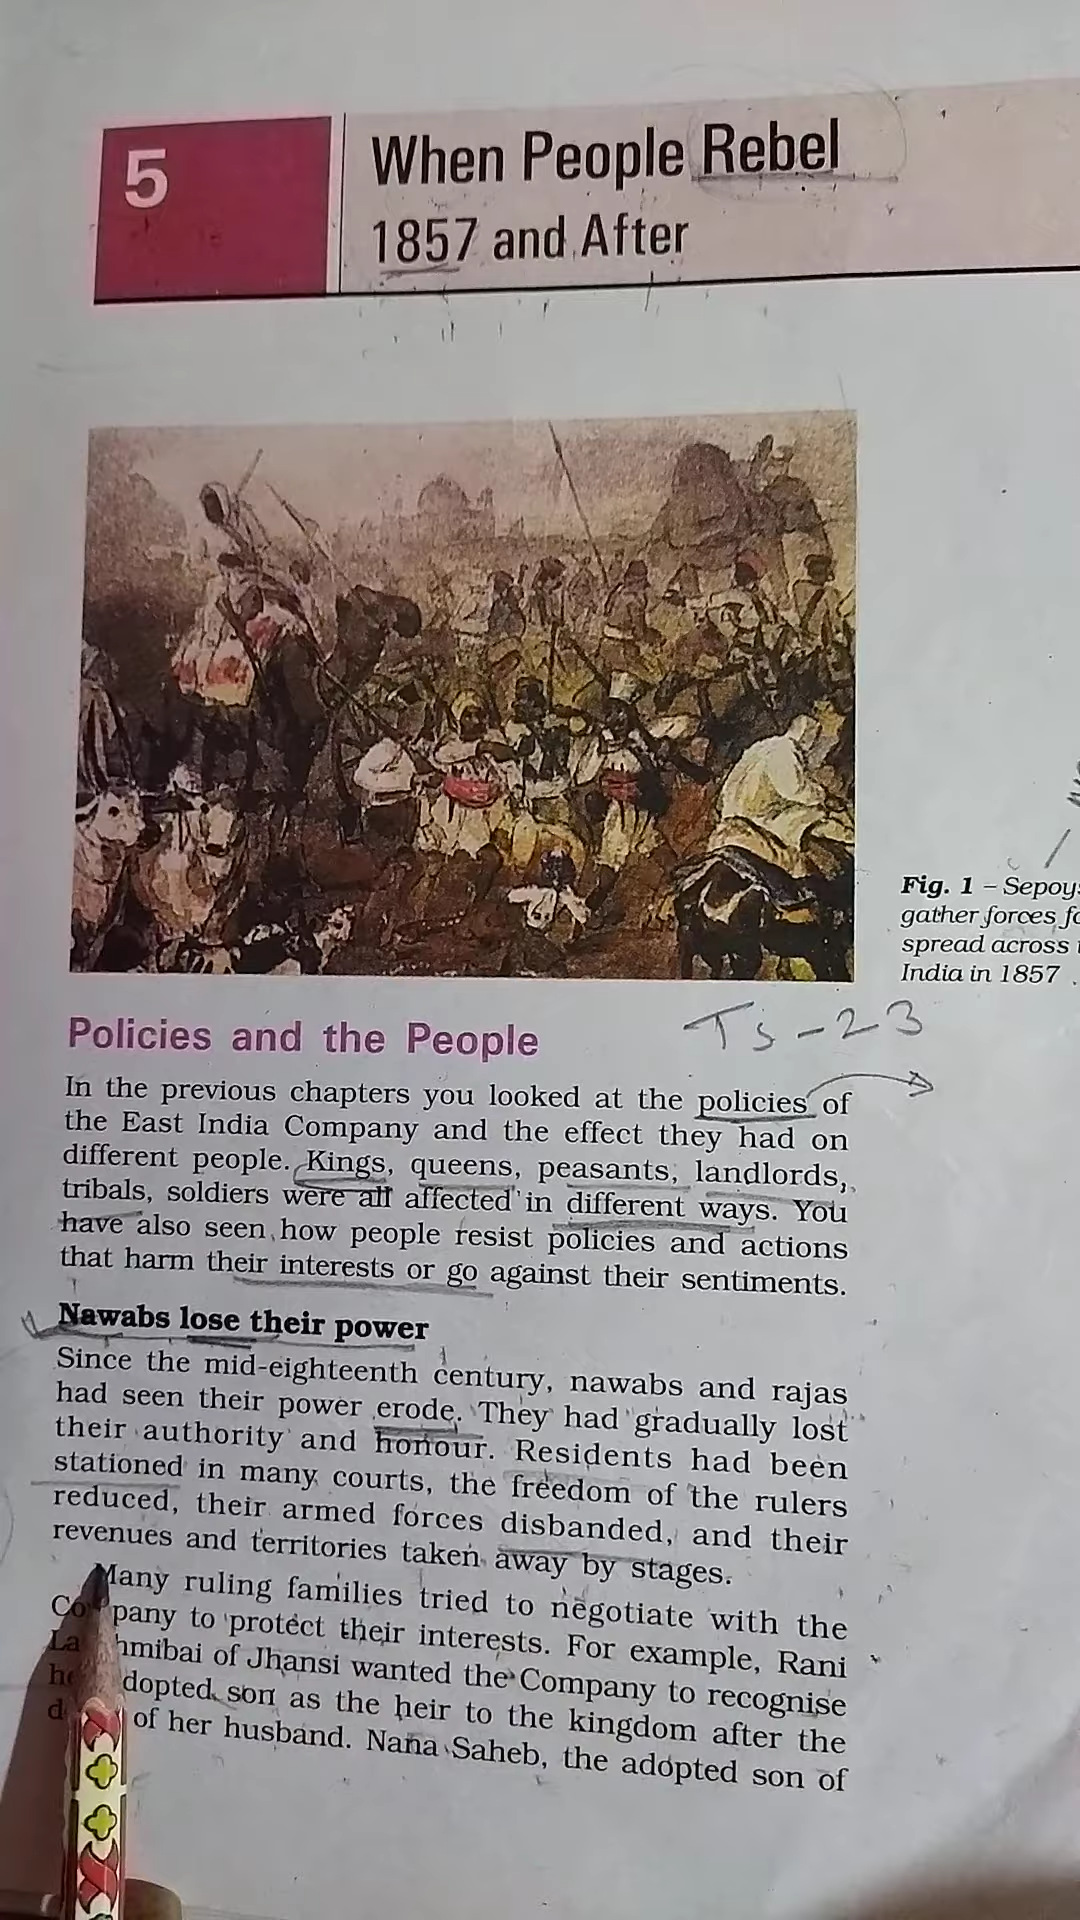 5
When People Rebel
1857 and After
Fig. 1 – Sepoys
gather forces
spread across
India in 1857
Ts-23
Policies and the People
In the previous chapters you looked at the policies of
the East India Company and the effect they had on
different people. Kings, queens, peasants, landlords,
tribals, soldiers were all affected in different ways. You
have also seen how people resist policies and actions
that harm their interests or go against their sentiments.
Nawabs lose their power
Since the mid-eighteenth century, nawabs and rajas
had seen their power erode. They had gradually lost
their authority and honour. Residents had been
stationed in many courts, the freedom of the rulers
reduced, their armed forces disbanded, and their
revenues and territories taken away by stages.
Many ruling families tried to negotiate with the
Company to protect their interests. For example, Rani
Lakshmibai of Jhansi wanted the Company to recognise
adopted son as the heir to the kingdom after the
of her husband. Nana Saheb, the adopted son of